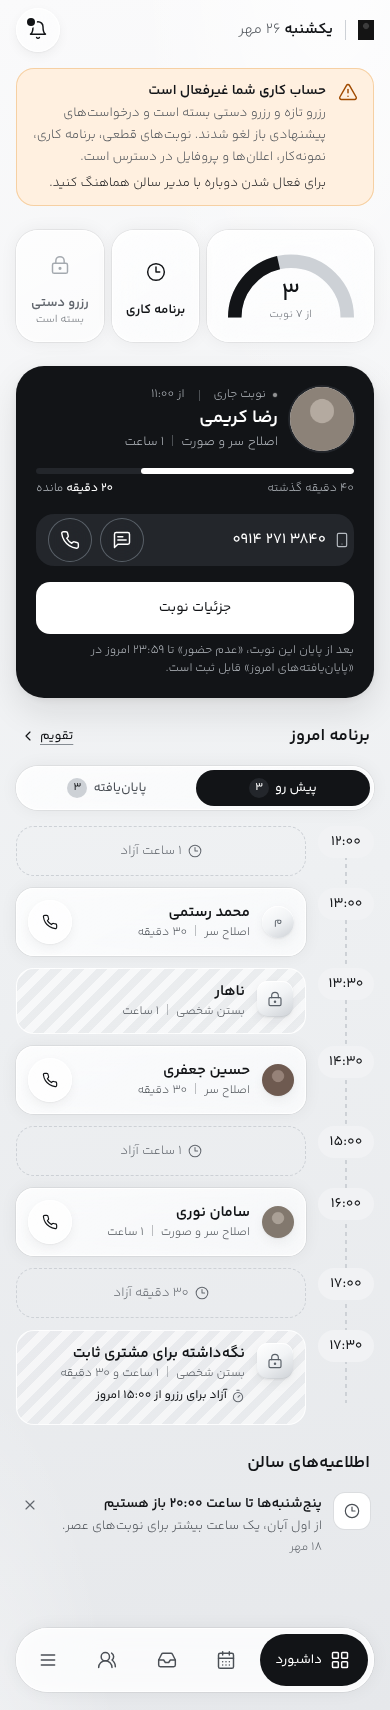 یکشنبه ۲۶ مهر
حساب کاری شما غیرفعال است
رزرو تازه و رزرو دستی بسته است و درخواست‌های
پیشنهادی باز لغو شدند. نوبت‌های قطعی، برنامه کاری،
نمونه‌کار، اعلان‌ها و پروفایل در دسترس است.
برای فعال شدن دوباره با مدیر سالن هماهنگ کنید.
۳
از ۷ نوبت
برنامه کاری
رزرو دستی
بسته است
نوبت جاری | از ۱۱:۰۰
رضا کریمی
اصلاح سر و صورت | ۱ ساعت
۴۰ دقیقه گذشته
۲۰ دقیقه مانده
۰۹۱۴ ۲۷۱ ۳۸۴۰
جزئیات نوبت
بعد از پایان این نوبت، «عدم حضور» تا ۲۳:۵۹ امروز در
«پایان‌یافته‌های امروز» قابل ثبت است.
برنامه امروز
تقویم
پیش رو ۳
پایان‌یافته ۳
۱۲:۰۰
۱ ساعت آزاد
۱۳:۰۰
م
محمد رستمی
اصلاح سر | ۳۰ دقیقه
۱۳:۳۰
ناهار
بستن شخصی | ۱ ساعت
۱۴:۳۰
حسین جعفری
اصلاح سر | ۳۰ دقیقه
۱۵:۰۰
۱ ساعت آزاد
۱۶:۰۰
سامان نوری
اصلاح سر و صورت | ۱ ساعت
۱۷:۰۰
۳۰ دقیقه آزاد
۱۷:۳۰
نگه‌داشته برای مشتری ثابت
بستن شخصی | ۱ ساعت و ۳۰ دقیقه
آزاد برای رزرو از ۱۵:۰۰ امروز
اطلاعیه‌های سالن
پنج‌شنبه‌ها تا ساعت ۲۰:۰۰ باز هستیم
از اول آبان، یک ساعت بیشتر برای نوبت‌های عصر.
۱۸ مهر
داشبورد